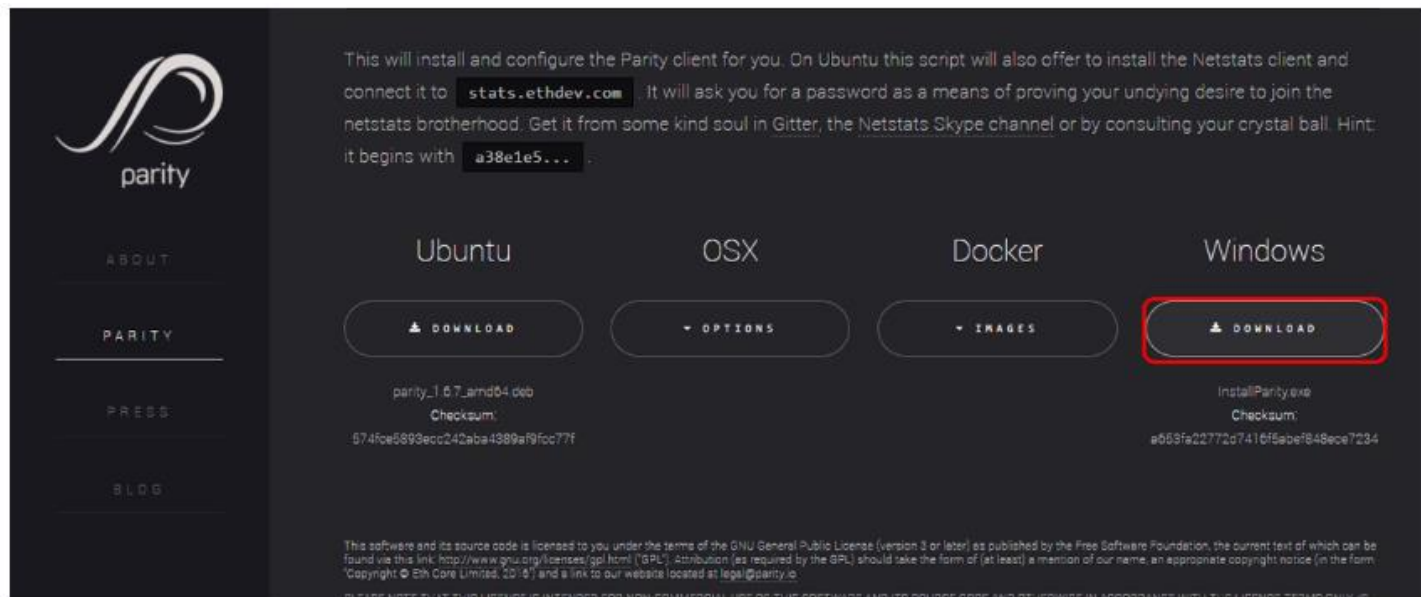 parity
ABOUT
PARITY
PRESS
BLOG
This will install and configure the Parity client for you. On Ubuntu this script will also offer to install the Netstats client and
connect it to stats.ethdev.com . It will ask you for a password as a means of proving your undying desire to join the
netstats brotherhood. Get it from some kind soul in Gitter, the Netstats Skype channel or by consulting your crystal ball. Hint:
it begins with a38e1e5... .
Ubuntu
DOWNLOAD
parity_1.6.7_amd64.deb
Checksum:
574fce5893ecc242aba4389af9fcc77f
OSX
OPTIONS
Docker
IMAGES
Windows
DOWNLOAD
InstallParity.exe
Checksum:
a653fa22772d7416f5abef848ece7234
This software and its source code is licensed to you under the terms of the GNU General Public License (version 3 or later) as published by the Free Software Foundation, the current text of which can be
found via this link: http://www.gnu.org/licenses/gpl.html ("GPL"). Attribution (as required by the GPL) should take the form of (at least) a mention of our name, an appropriate copyright notice (in the form
"Copyright © Eth Core Limited, 2016") and a link to our website located at legal@parity.io